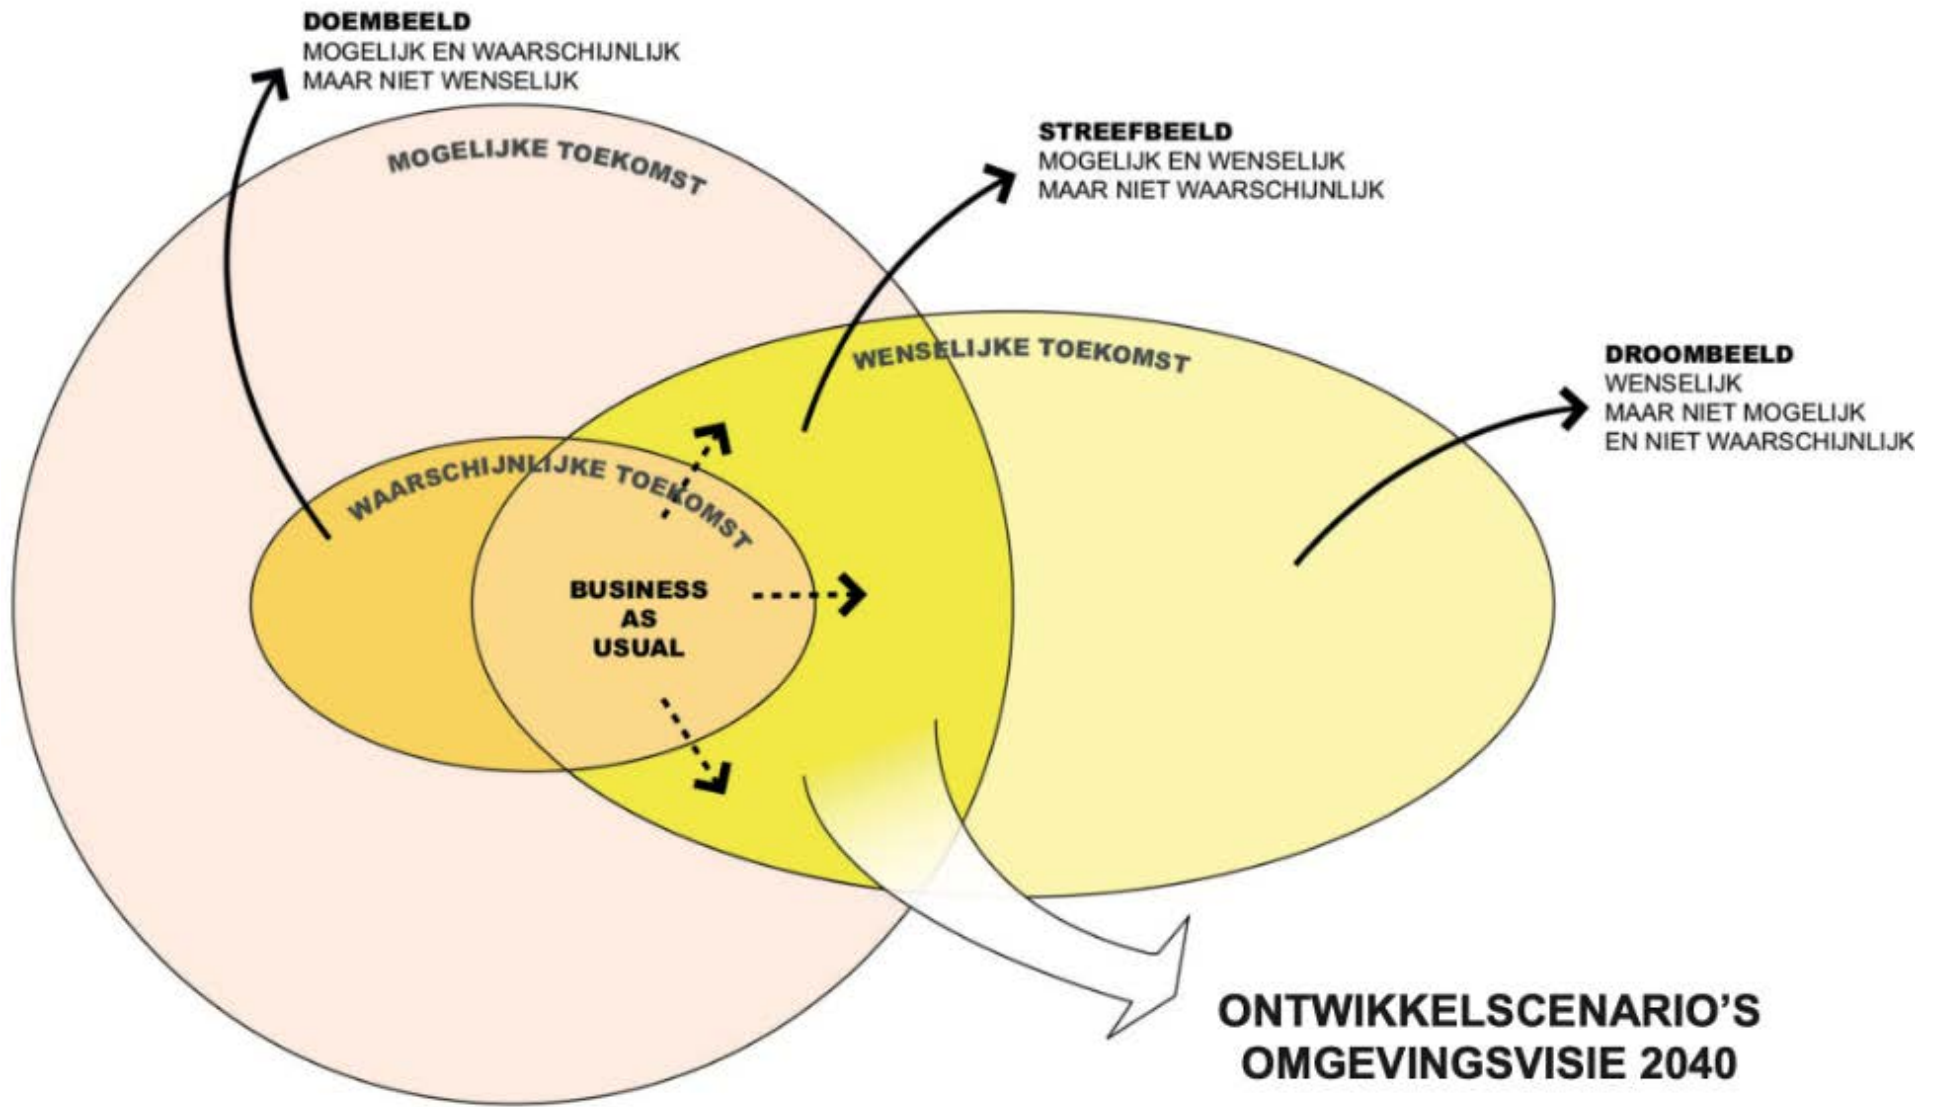 DOEMBEELD
MOGELIJK EN WAARSCHIJNLIJK
MAAR NIET WENSELIJK
MOGELIJKE TOEKOMST
STREEFBEELD
MOGELIJK EN WENSELIJK
MAAR NIET WAARSCHIJNLIJK
WENSELIJKE TOEKOMST
DROOMBEELD
WENSELIJK
MAAR NIET MOGELIJK
EN NIET WAARSCHIJNLIJK
WAARSCHIJNLIJKE TOEKOMST
BUSINESS
AS
USUAL
ONTWIKKELSCENARIO'S
OMGEVINGSVISIE 2040